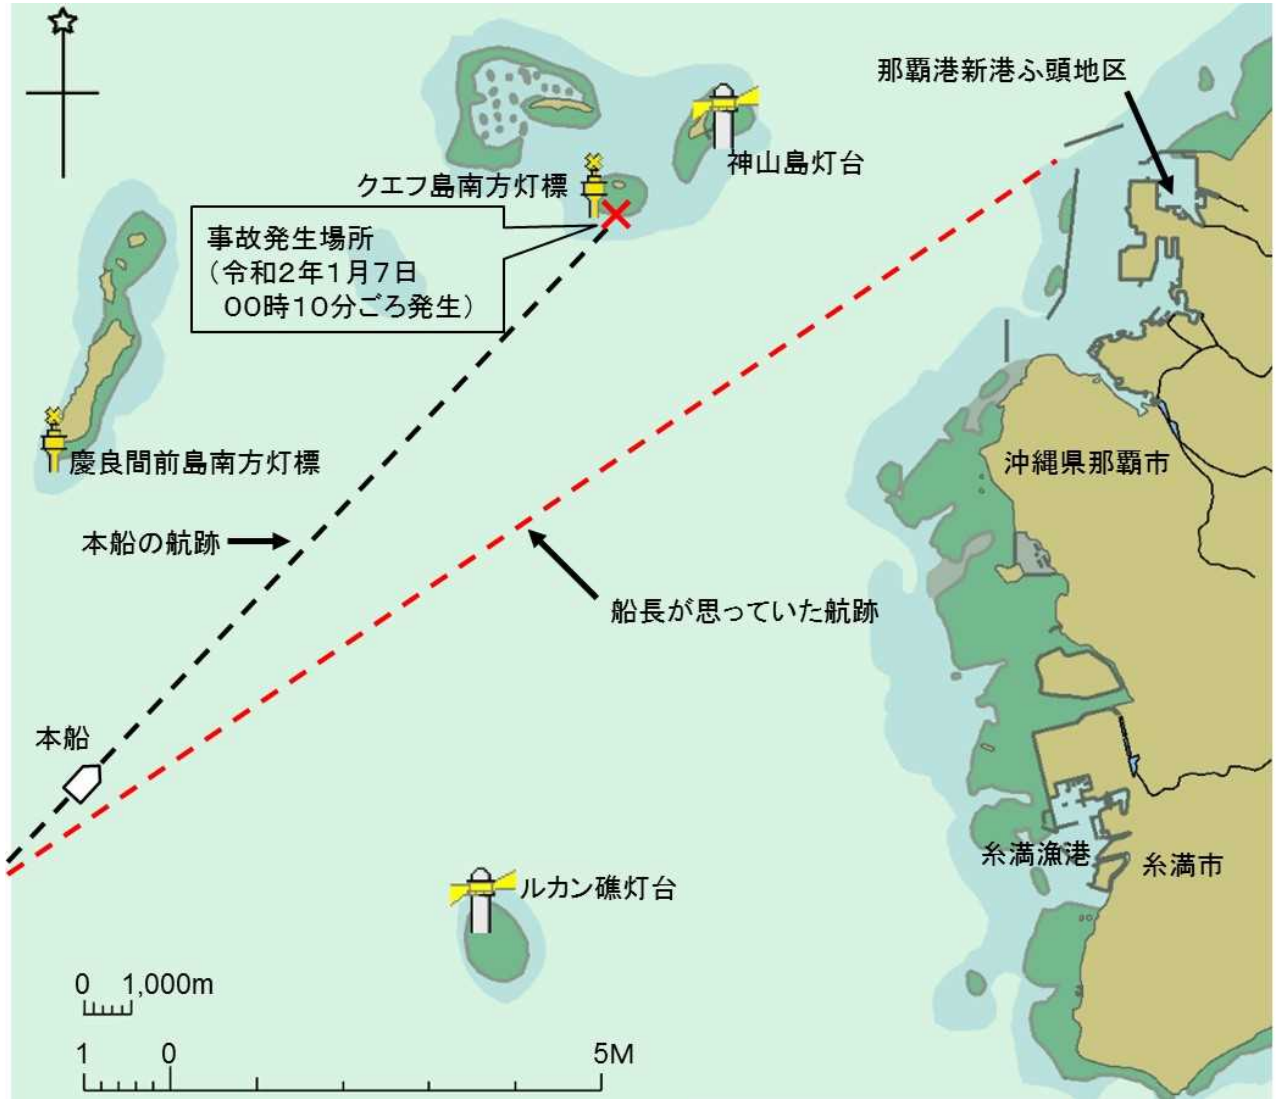 那覇港新港ふ頭地区
神山島灯台
クエフ島南方灯標
事故発生場所
（令和2年1月7日
00時10分ごろ発生）
慶良間前島南方灯標
沖縄県那覇市
本船の航跡
船長が思っていた航跡
本船
糸満漁港
糸満市
ルカン礁灯台
0 1,000m
1 0 5M